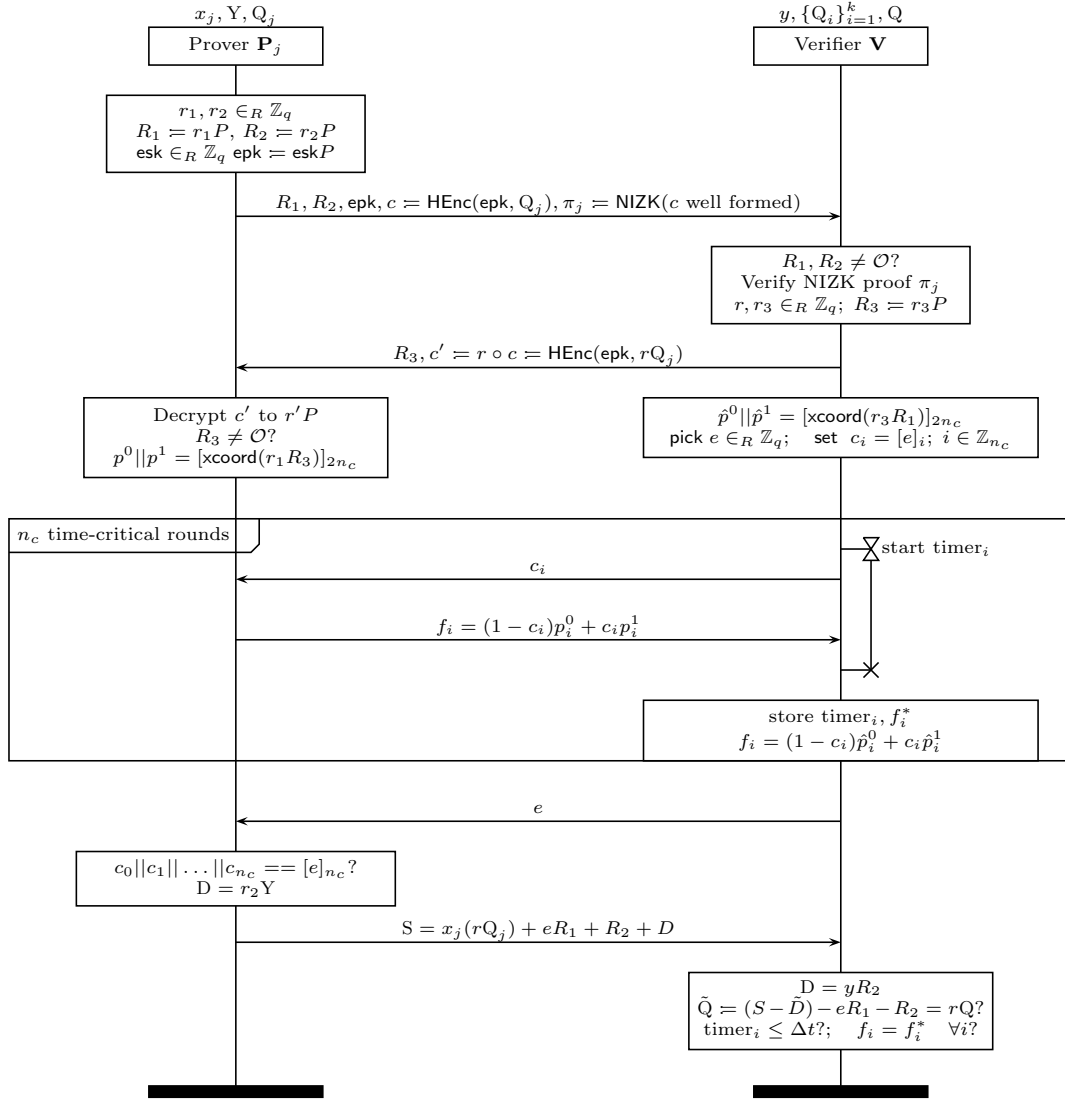 x_j, Y, Q_j
y, {Q_i}_{i=1}^k, Q
Prover P_j
Verifier V
r_1, r_2 ∈_R ℤ_q
R_1 ≔ r_1P, R_2 ≔ r_2P
esk ∈_R ℤ_q epk ≔ eskP
R_1, R_2, epk, c ≔ HEnc(epk, Q_j), π_j ≔ NIZK(c well formed)
R_1, R_2 ≠ 𝒪?
Verify NIZK proof π_j
r, r_3 ∈_R ℤ_q; R_3 ≔ r_3P
R_3, c′ ≔ r ∘ c ≔ HEnc(epk, rQ_j)
Decrypt c′ to r′P
R_3 ≠ 𝒪?
p^0||p^1 = [xcoord(r_1R_3)]_{2n_c}
p̂^0||p̂^1 = [xcoord(r_3R_1)]_{2n_c}
pick e ∈_R ℤ_q; set c_i = [e]_i; i ∈ ℤ_{n_c}
n_c time-critical rounds
start timer_i
c_i
f_i = (1 − c_i)p_i^0 + c_ip_i^1
store timer_i, f_i^*
f_i = (1 − c_i)p̂_i^0 + c_ip̂_i^1
e
c_0||c_1|| … ||c_{n_c} == [e]_{n_c}?
D = r_2Y
S = x_j(rQ_j) + eR_1 + R_2 + D
D = yR_2
Q̃ ≔ (S − D̃) − eR_1 − R_2 = rQ?
timer_i ≤ Δt?; f_i = f_i^* ∀i?